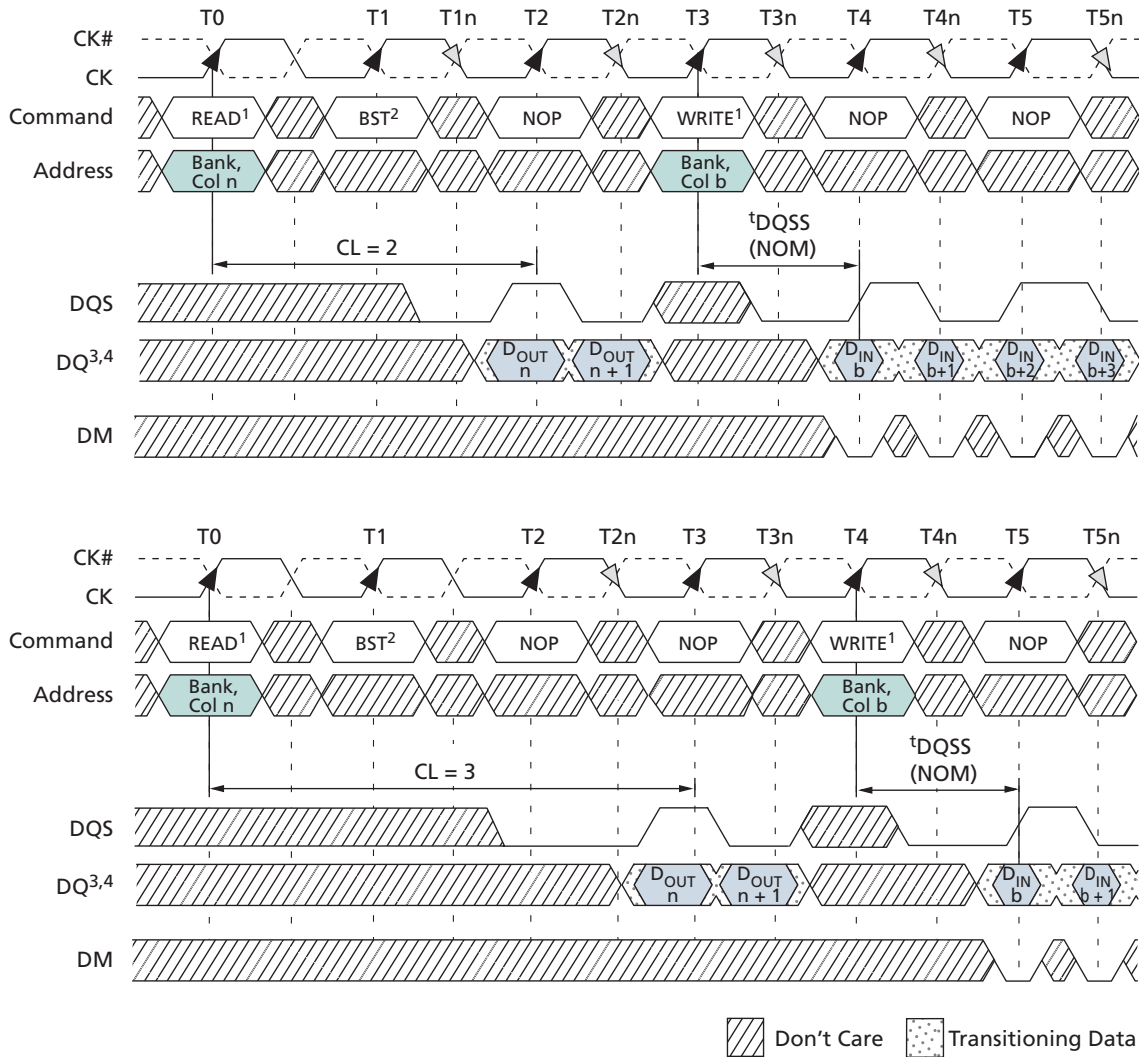 T0 T1 T1n T2 T2n T3 T3n T4 T4n T5 T5n
CK#
CK
Command READ1 BST2 NOP WRITE1 NOP NOP
Address Bank, Col n Bank, Col b
CL = 2 tDQSS (NOM)
DQS
DQ3,4 DOUT n DOUT n + 1 DIN b DIN b+1 DIN b+2 DIN b+3
DM
T0 T1 T2 T2n T3 T3n T4 T4n T5 T5n
CK#
CK
Command READ1 BST2 NOP NOP WRITE1 NOP
Address Bank, Col n Bank, Col b
CL = 3 tDQSS (NOM)
DQS
DQ3,4 DOUT n DOUT n + 1 DIN b DIN b + 1
DM
Don't Care Transitioning Data